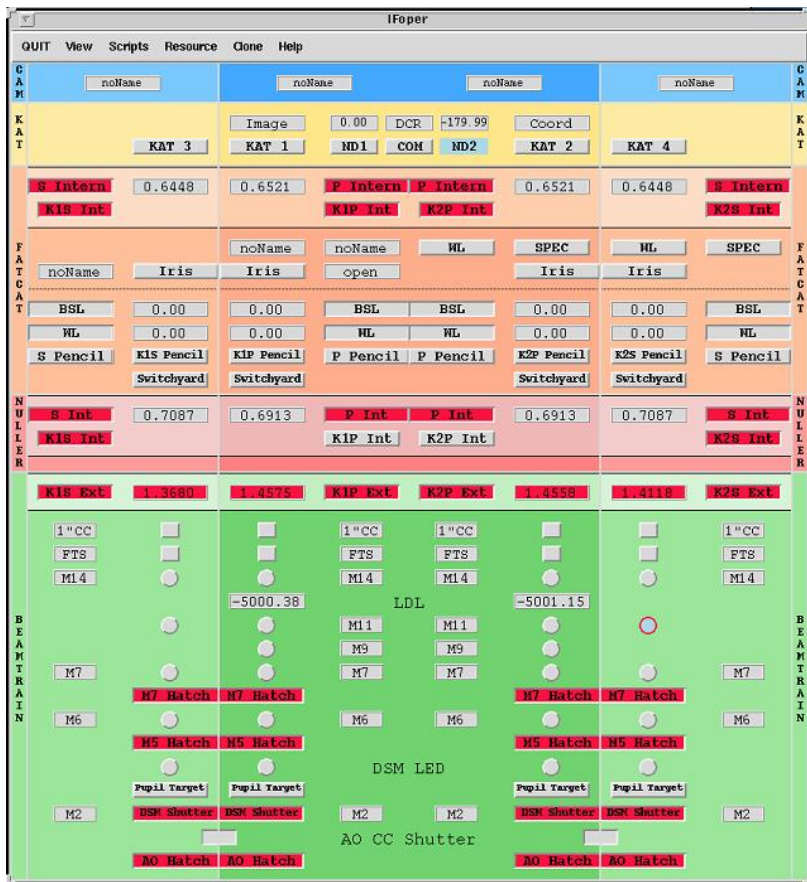 IFoper
QUIT View Scripts Resource Clone Help
CAM noName noName noName noName CAM
KAT Image 0.00 DCR -179.99 Coord KAT
KAT 3 KAT 1 ND1 COM ND2 KAT 2 KAT 4
S Intern 0.6448 0.6521 P Intern P Intern 0.6521 0.6448 S Intern
K1S Int K1P Int K2P Int K2S Int
FATCAT noName noName WL SPEC WL SPEC FATCAT
noName Iris Iris open Iris Iris
BSL 0.00 0.00 BSL BSL 0.00 0.00 BSL
WL 0.00 0.00 WL WL 0.00 0.00 WL
S Pencil K1S Pencil K1P Pencil P Pencil P Pencil K2P Pencil K2S Pencil S Pencil
Switchyard Switchyard Switchyard Switchyard
NULLER S Int 0.7087 0.6913 P Int P Int 0.6913 0.7087 S Int NULLER
K1S Int K1P Int K2P Int K2S Int
K1S Ext 1.3680 1.4575 K1P Ext K2P Ext 1.4558 1.4118 K2S Ext
1"CC 1"CC 1"CC 1"CC
FTS FTS FTS FTS
M14 M14 M14 M14
-5000.38 LDL -5001.15
BEAMTRAIN M11 M11 BEAMTRAIN
M9 M9
M7 M7 M7 M7
M7 Hatch M7 Hatch M7 Hatch M7 Hatch
M6 M6 M6 M6
M5 Hatch M5 Hatch M5 Hatch M5 Hatch
DSM LED
Pupil Target Pupil Target Pupil Target Pupil Target
M2 DSM Shutter DSM Shutter M2 M2 DSM Shutter DSM Shutter M2
AO CC Shutter
AO Hatch AO Hatch AO Hatch AO Hatch